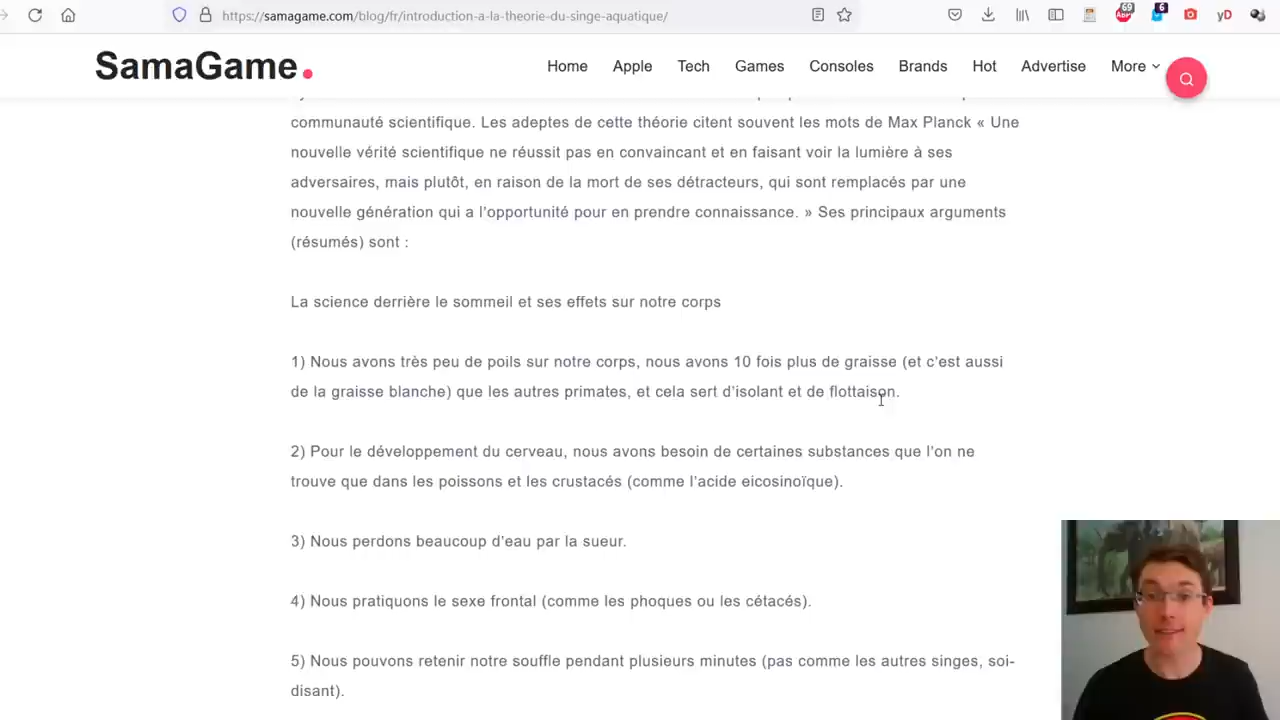 https://samagame.com/blog/fr/introduction-a-la-theorie-du-singe-aquatique/
69
6
yD
SamaGame.
Home Apple Tech Games Consoles Brands Hot Advertise More
communauté scientifique. Les adeptes de cette théorie citent souvent les mots de Max Planck « Une
nouvelle vérité scientifique ne réussit pas en convaincant et en faisant voir la lumière à ses
adversaires, mais plutôt, en raison de la mort de ses détracteurs, qui sont remplacés par une
nouvelle génération qui a l'opportunité pour en prendre connaissance. » Ses principaux arguments
(résumés) sont :
La science derrière le sommeil et ses effets sur notre corps
1) Nous avons très peu de poils sur notre corps, nous avons 10 fois plus de graisse (et c'est aussi
de la graisse blanche) que les autres primates, et cela sert d'isolant et de flottaison.
2) Pour le développement du cerveau, nous avons besoin de certaines substances que l'on ne
trouve que dans les poissons et les crustacés (comme l'acide eicosinoïque).
3) Nous perdons beaucoup d'eau par la sueur.
4) Nous pratiquons le sexe frontal (comme les phoques ou les cétacés).
5) Nous pouvons retenir notre souffle pendant plusieurs minutes (pas comme les autres singes, soi-
disant).